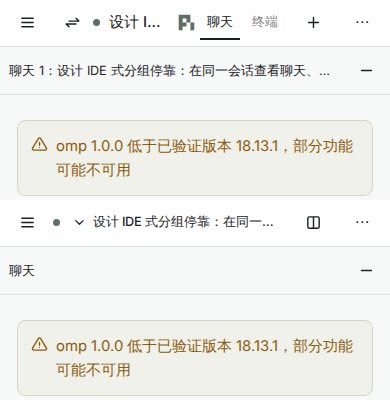 设计 I... 聊天 终端
聊天 1：设计 IDE 式分组停靠：在同一会话查看聊天、...
omp 1.0.0 低于已验证版本 18.13.1，部分功能
可能不可用
设计 IDE 式分组停靠：在同一...
聊天
omp 1.0.0 低于已验证版本 18.13.1，部分功能
可能不可用